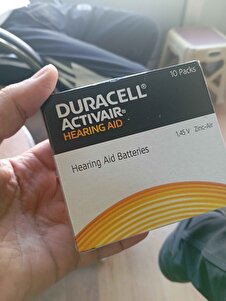 10 Packs
DURACELL®
ACTIVAIR®
HEARING AID
1,45 V Zinc-Air
Hearing Aid Batteries